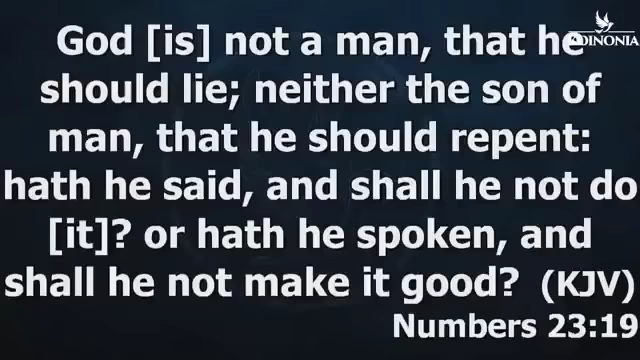 KOINONIA
God [is] not a man, that he
should lie; neither the son of
man, that he should repent:
hath he said, and shall he not do
[it]? or hath he spoken, and
shall he not make it good? (KJV)
Numbers 23:19